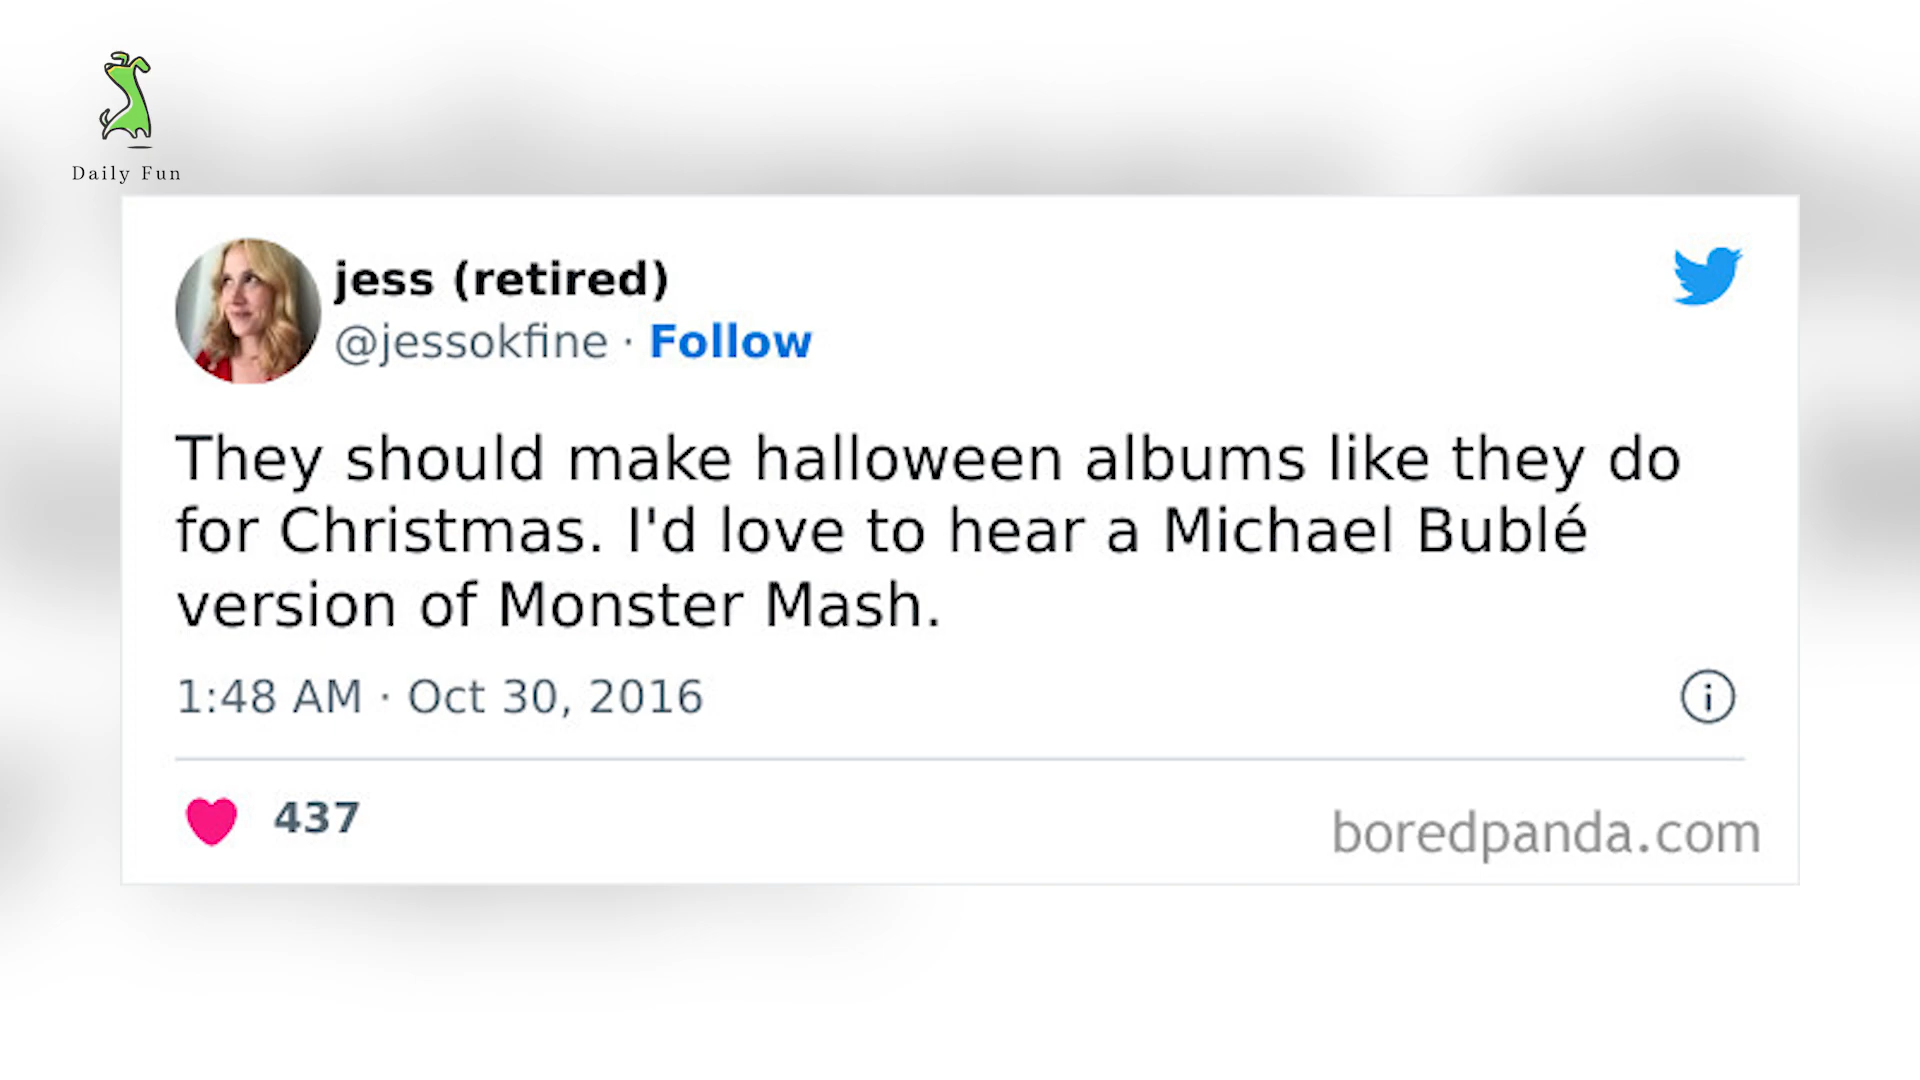 Daily Fun
jess (retired)
@jessokfine · Follow
They should make halloween albums like they do
for Christmas. I'd love to hear a Michael Bublé
version of Monster Mash.
1:48 AM · Oct 30, 2016
437
boredpanda.com